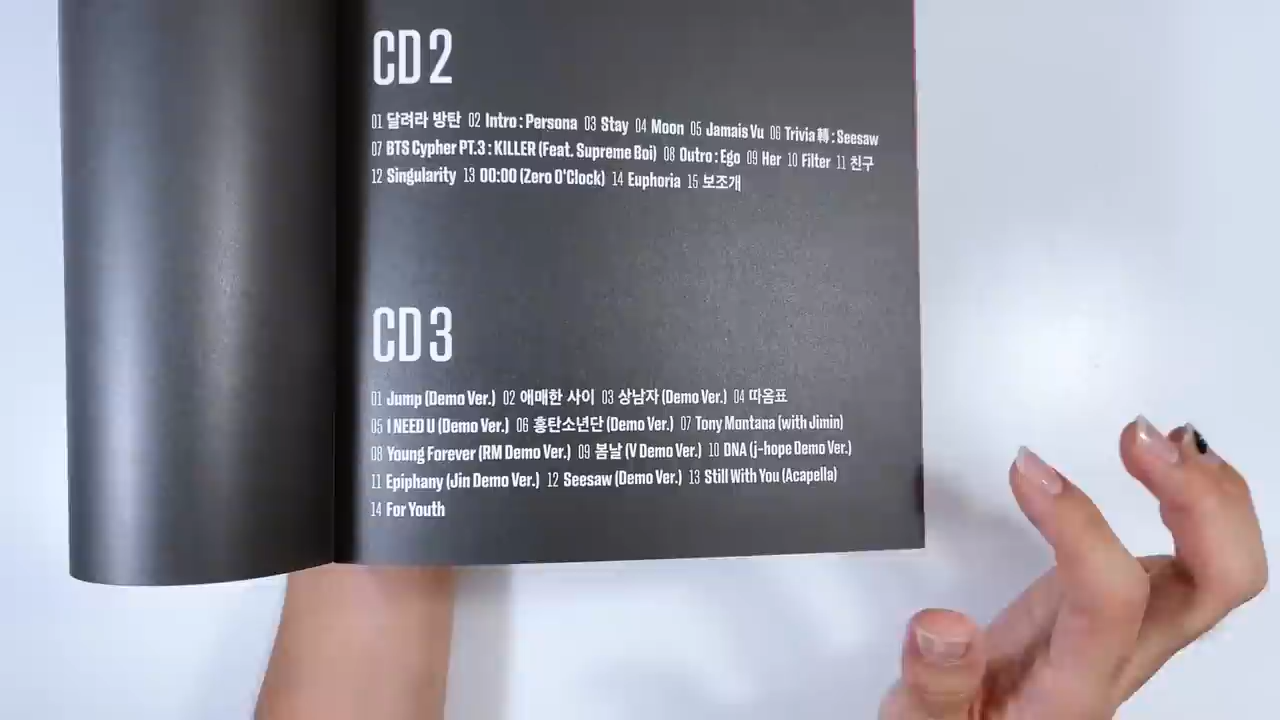 CD 2
01 달려라 방탄 02 Intro : Persona 03 Stay 04 Moon 05 Jamais Vu 06 Trivia 轉 : Seesaw
07 BTS Cypher PT.3 : KILLER (Feat. Supreme Boi) 08 Outro : Ego 09 Her 10 Filter 11 친구
12 Singularity 13 00:00 (Zero O'Clock) 14 Euphoria 15 보조개
CD 3
01 Jump (Demo Ver.) 02 애매한 사이 03 상남자 (Demo Ver.) 04 따옴표
05 I NEED U (Demo Ver.) 06 흥탄소년단 (Demo Ver.) 07 Tony Montana (with Jimin)
08 Young Forever (RM Demo Ver.) 09 봄날 (V Demo Ver.) 10 DNA (j-hope Demo Ver.)
11 Epiphany (Jin Demo Ver.) 12 Seesaw (Demo Ver.) 13 Still With You (Acapella)
14 For Youth